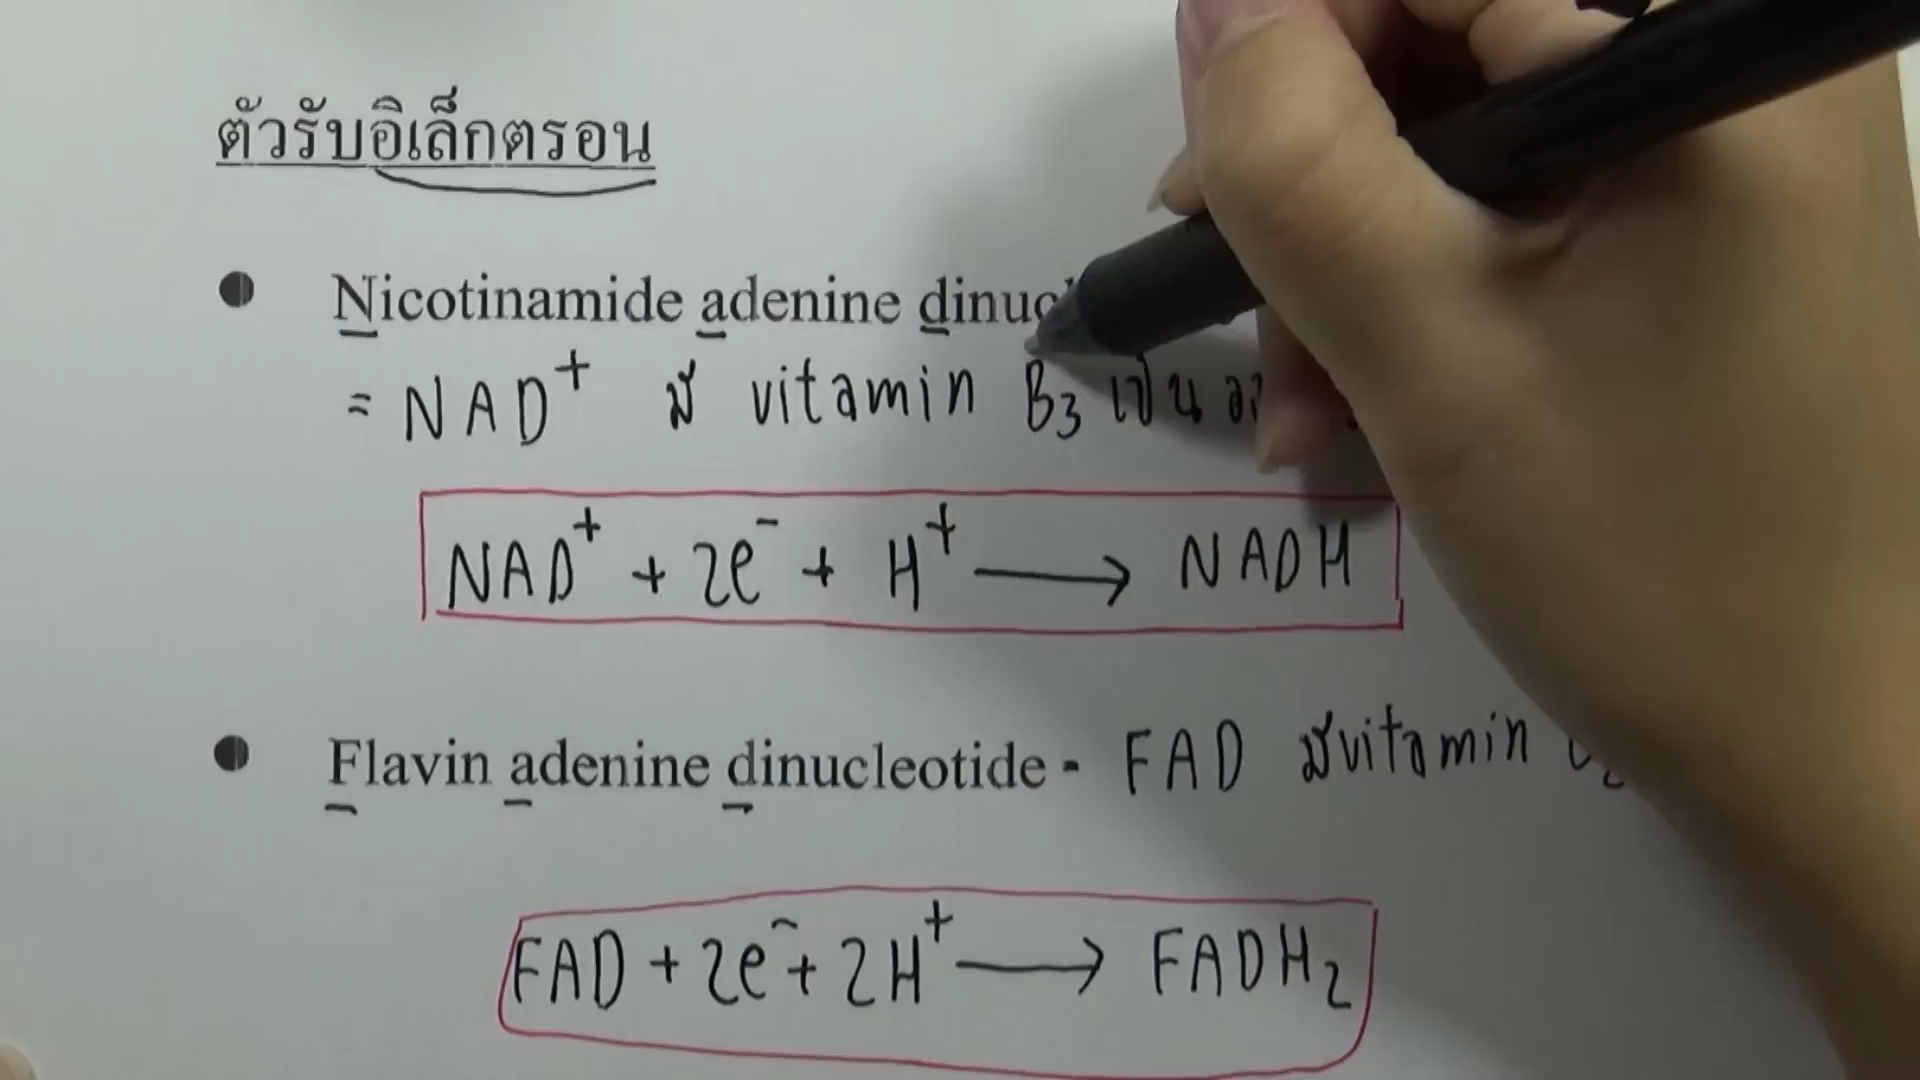 ตัวรับอิเล็กตรอน
● Nicotinamide adenine
= NAD⁺ มี vitamin B₃ เป็น
NAD⁺ + 2e⁻ + H⁺ ⟶ NADH
● Flavin adenine dinucleotide - FAD มีvitamin
FAD + 2e⁻ + 2H⁺ ⟶ FADH₂